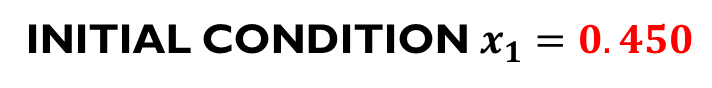 INITIAL CONDITION x₁ = 0.450